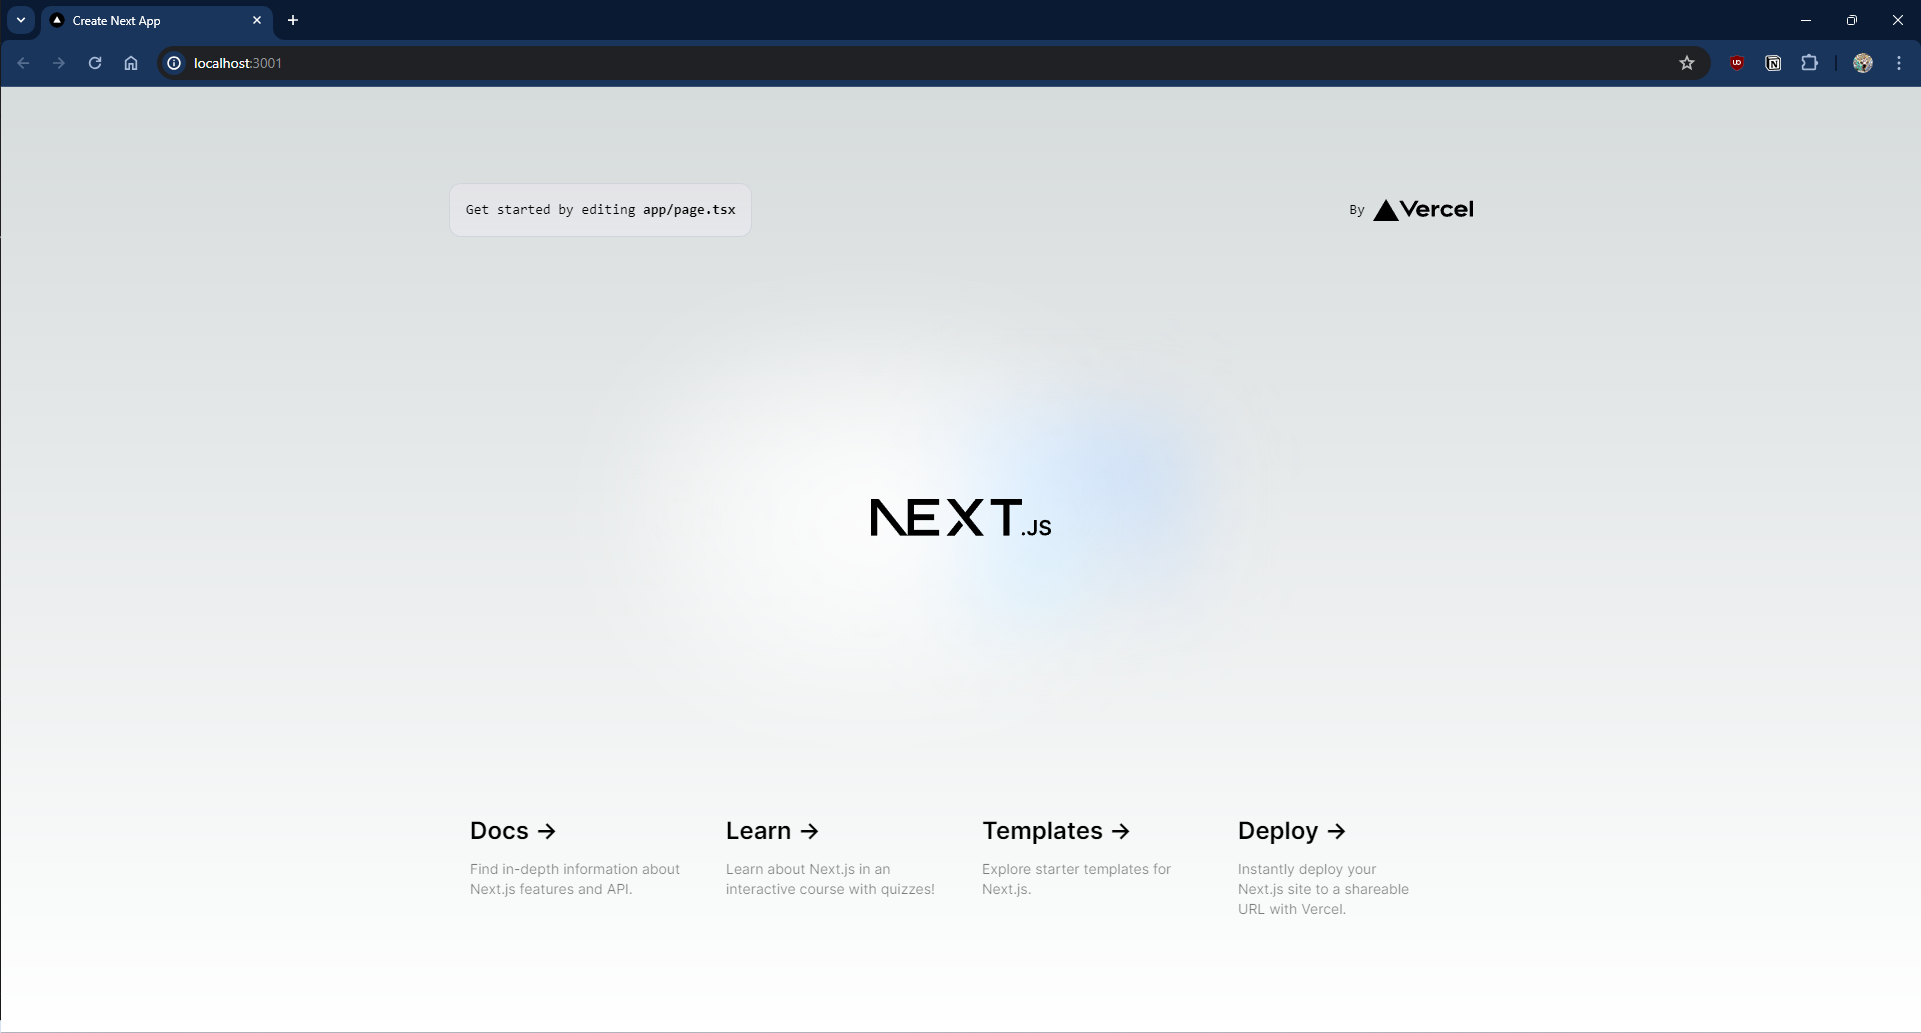 Create Next App
localhost:3001
Get started by editing app/page.tsx
By Vercel
NEXT.JS
Docs →
Find in-depth information about
Next.js features and API.
Learn →
Learn about Next.js in an
interactive course with quizzes!
Templates →
Explore starter templates for
Next.js.
Deploy →
Instantly deploy your
Next.js site to a shareable
URL with Vercel.